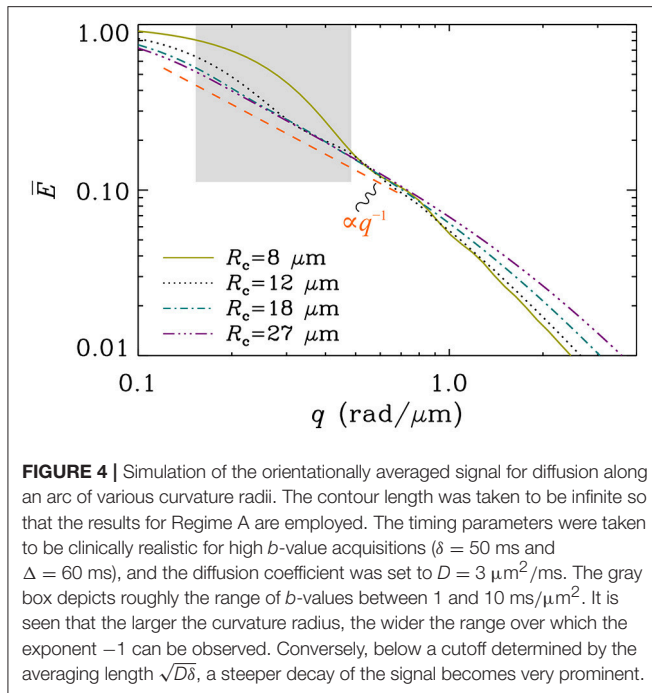 1.00
0.10
0.01
E̅
∝q⁻¹
R_c=8 μm
R_c=12 μm
R_c=18 μm
R_c=27 μm
0.1 1.0
q (rad/μm)
FIGURE 4 | Simulation of the orientationally averaged signal for diffusion along
an arc of various curvature radii. The contour length was taken to be infinite so
that the results for Regime A are employed. The timing parameters were taken
to be clinically realistic for high b-value acquisitions (δ = 50 ms and
Δ = 60 ms), and the diffusion coefficient was set to D = 3 μm²/ms. The gray
box depicts roughly the range of b-values between 1 and 10 ms/μm². It is
seen that the larger the curvature radius, the wider the range over which the
exponent −1 can be observed. Conversely, below a cutoff determined by the
averaging length √Dδ, a steeper decay of the signal becomes very prominent.